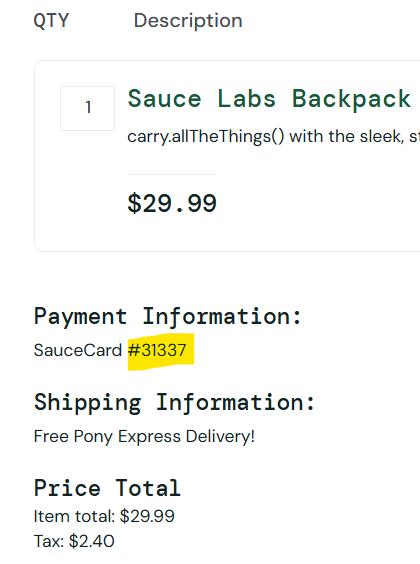 QTY Description
1 Sauce Labs Backpack
carry.allTheThings() with the sleek,
$29.99
Payment Information:
SauceCard #31337
Shipping Information:
Free Pony Express Delivery!
Price Total
Item total: $29.99
Tax: $2.40